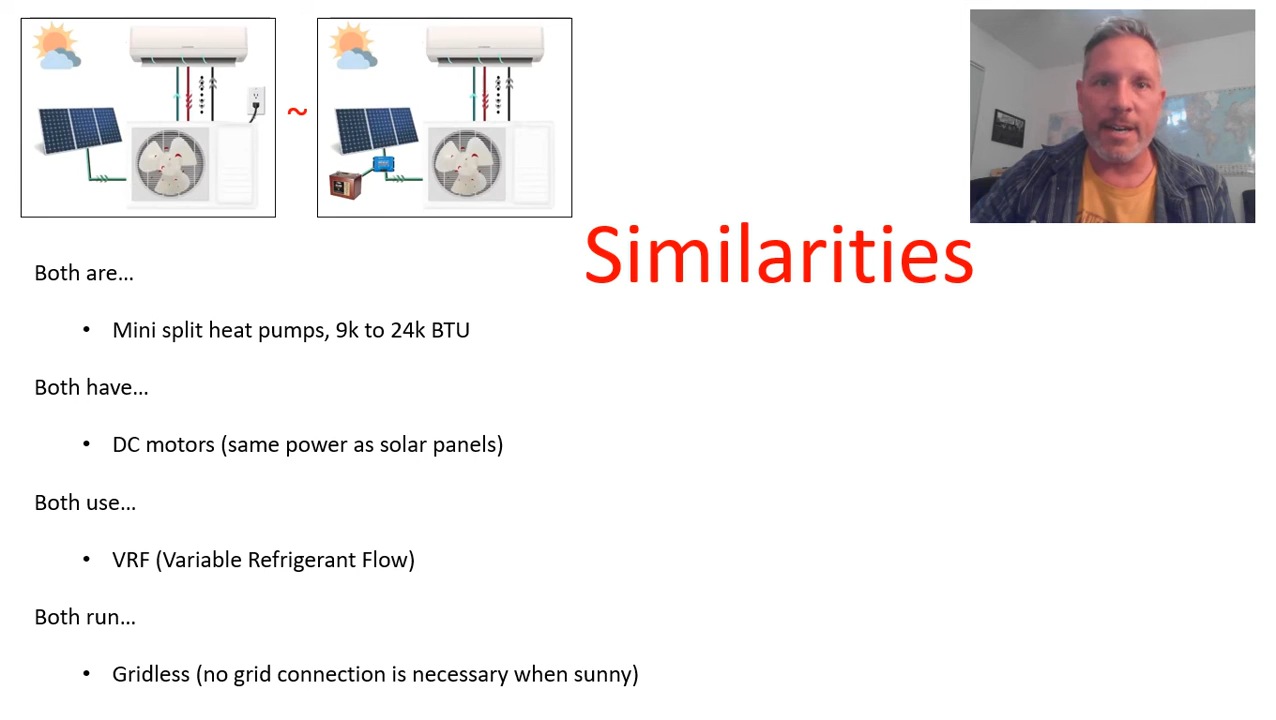 ~
Similarities
Both are...
• Mini split heat pumps, 9k to 24k BTU
Both have...
• DC motors (same power as solar panels)
Both use...
• VRF (Variable Refrigerant Flow)
Both run...
• Gridless (no grid connection is necessary when sunny)